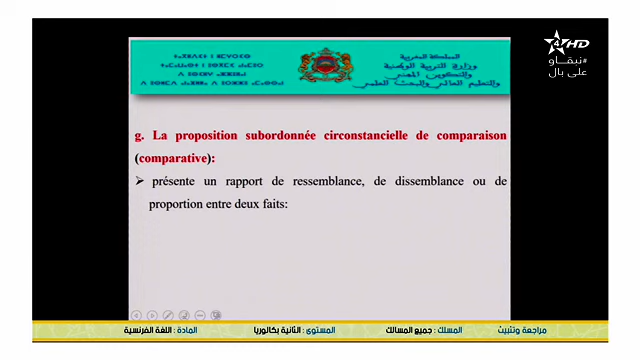 المملكة المغربية
وزارة التربية الوطنية
والتكوين المهني
والتعليم العالي والبحث العلمي
4HD
#نبقاو
على بال
g. La proposition subordonnée circonstancielle de comparaison
(comparative):
➢ présente un rapport de ressemblance, de dissemblance ou de
proportion entre deux faits:
مراجعة وتثبيت
المسلك : جميع المسالك
المستوى : الثانية بكالوريا
المادة : اللغة الفرنسية